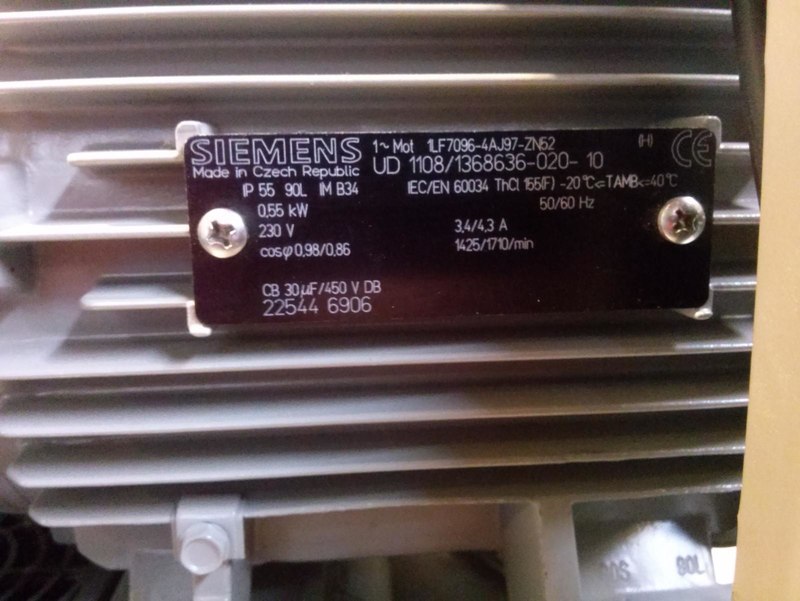 SIEMENS
Made in Czech Republic
1~ Mot 1LF7096-4AJ97-ZN52 (H) CE
UD 1108/1368636-020-10
IP 55 90L IM B34 IEC/EN 60034 ThCl 155(F) -20°C<=TAMB<=40°C
0,55 kW 50/60 Hz
230 V 3,4/4,3 A
cosφ0,98/0,86 1425/1710/min
CB 30µF/450 V DB
22544 6906
90L